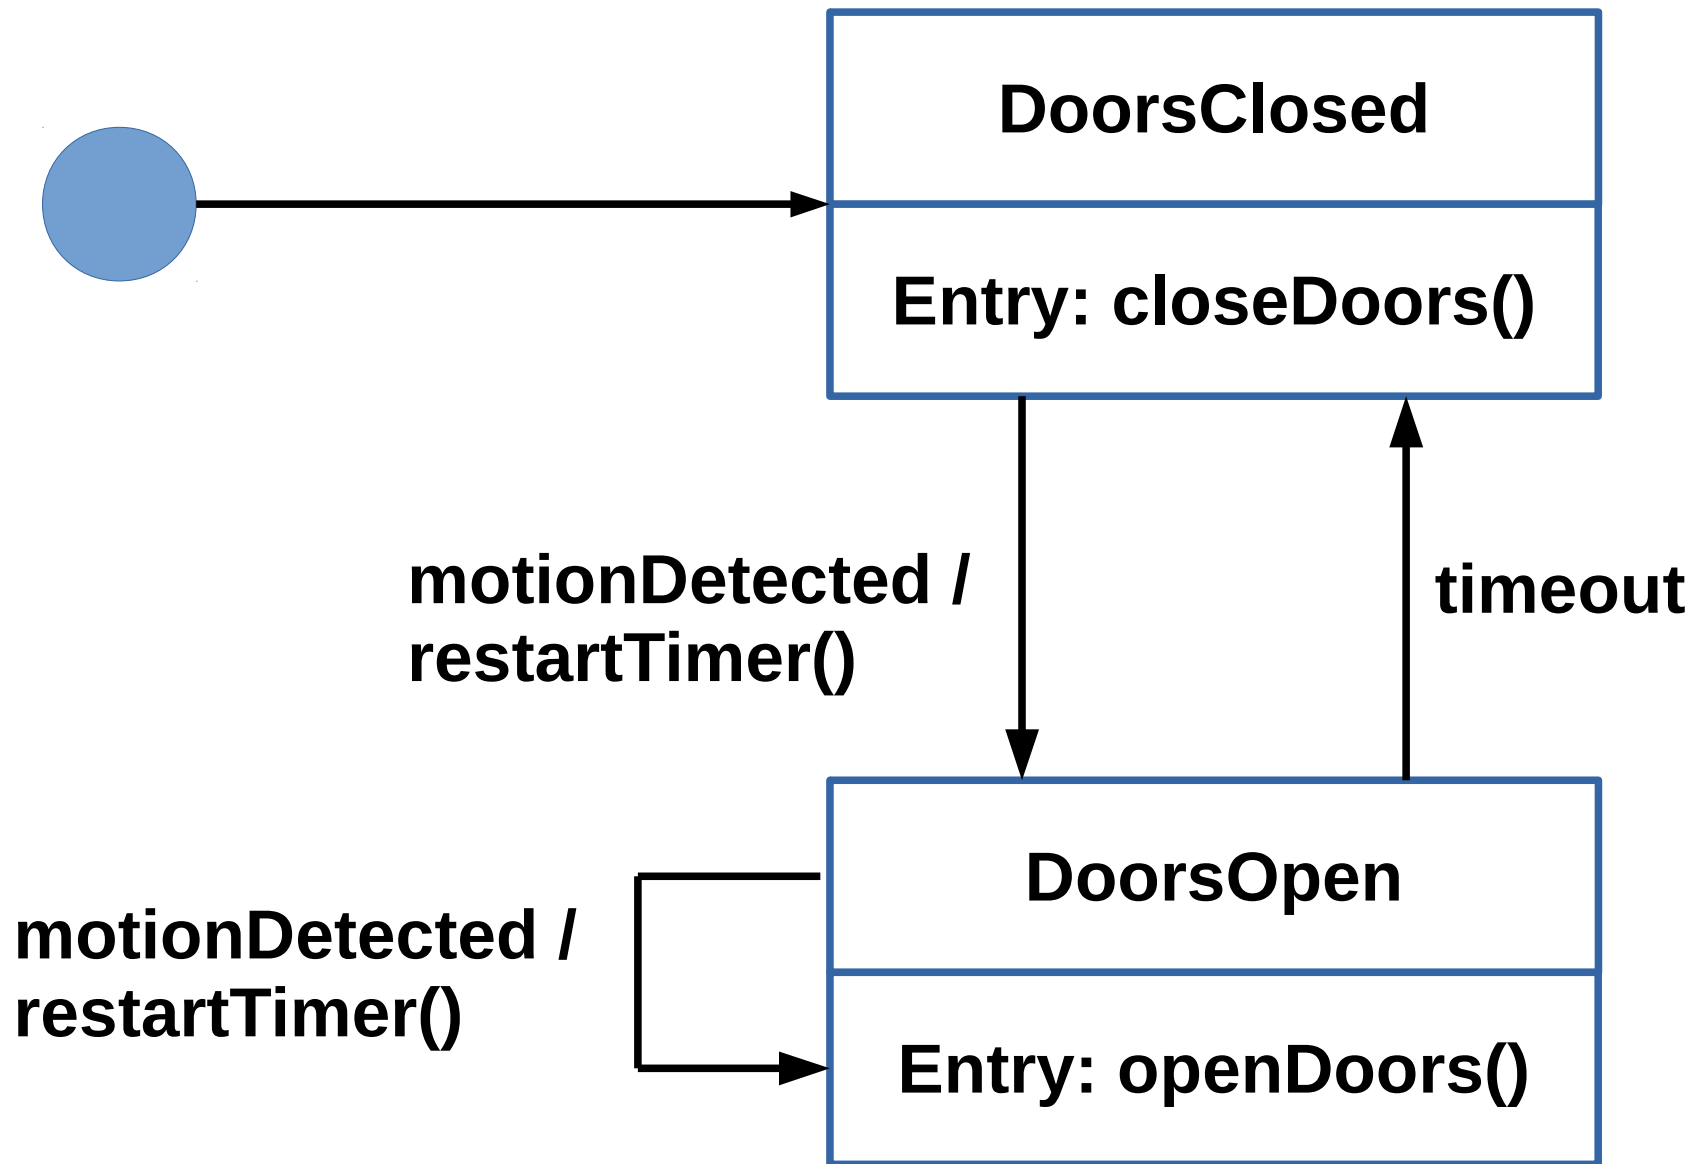 DoorsClosed
Entry: closeDoors()
motionDetected /
restartTimer()
timeout
DoorsOpen
motionDetected /
restartTimer()
Entry: openDoors()